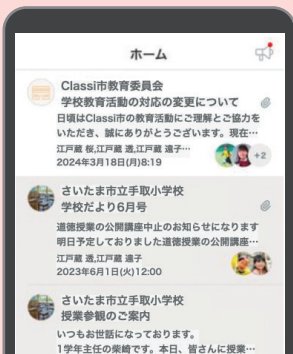 ホーム
Classi市教育委員会
学校教育活動の対応の変更について
日頃はClassi市の教育活動にご理解とご協力を
いただき、誠にありがとうございます。現在…
江戸蔵 桜,江戸蔵 透,江戸蔵 遠子…
+2
2024年3月18日(月)8:19
さいたま市立手取小学校
学校だより6月号
道徳授業の公開講座中止のお知らせになります
明日予定しておりました道徳授業の公開講座…
江戸蔵 透,江戸蔵 遠子
2023年6月1日(火)12:00
さいたま市立手取小学校
授業参観のご案内
いつもお世話になっております。
1学年主任の柴崎です。本日、皆さんに授業…